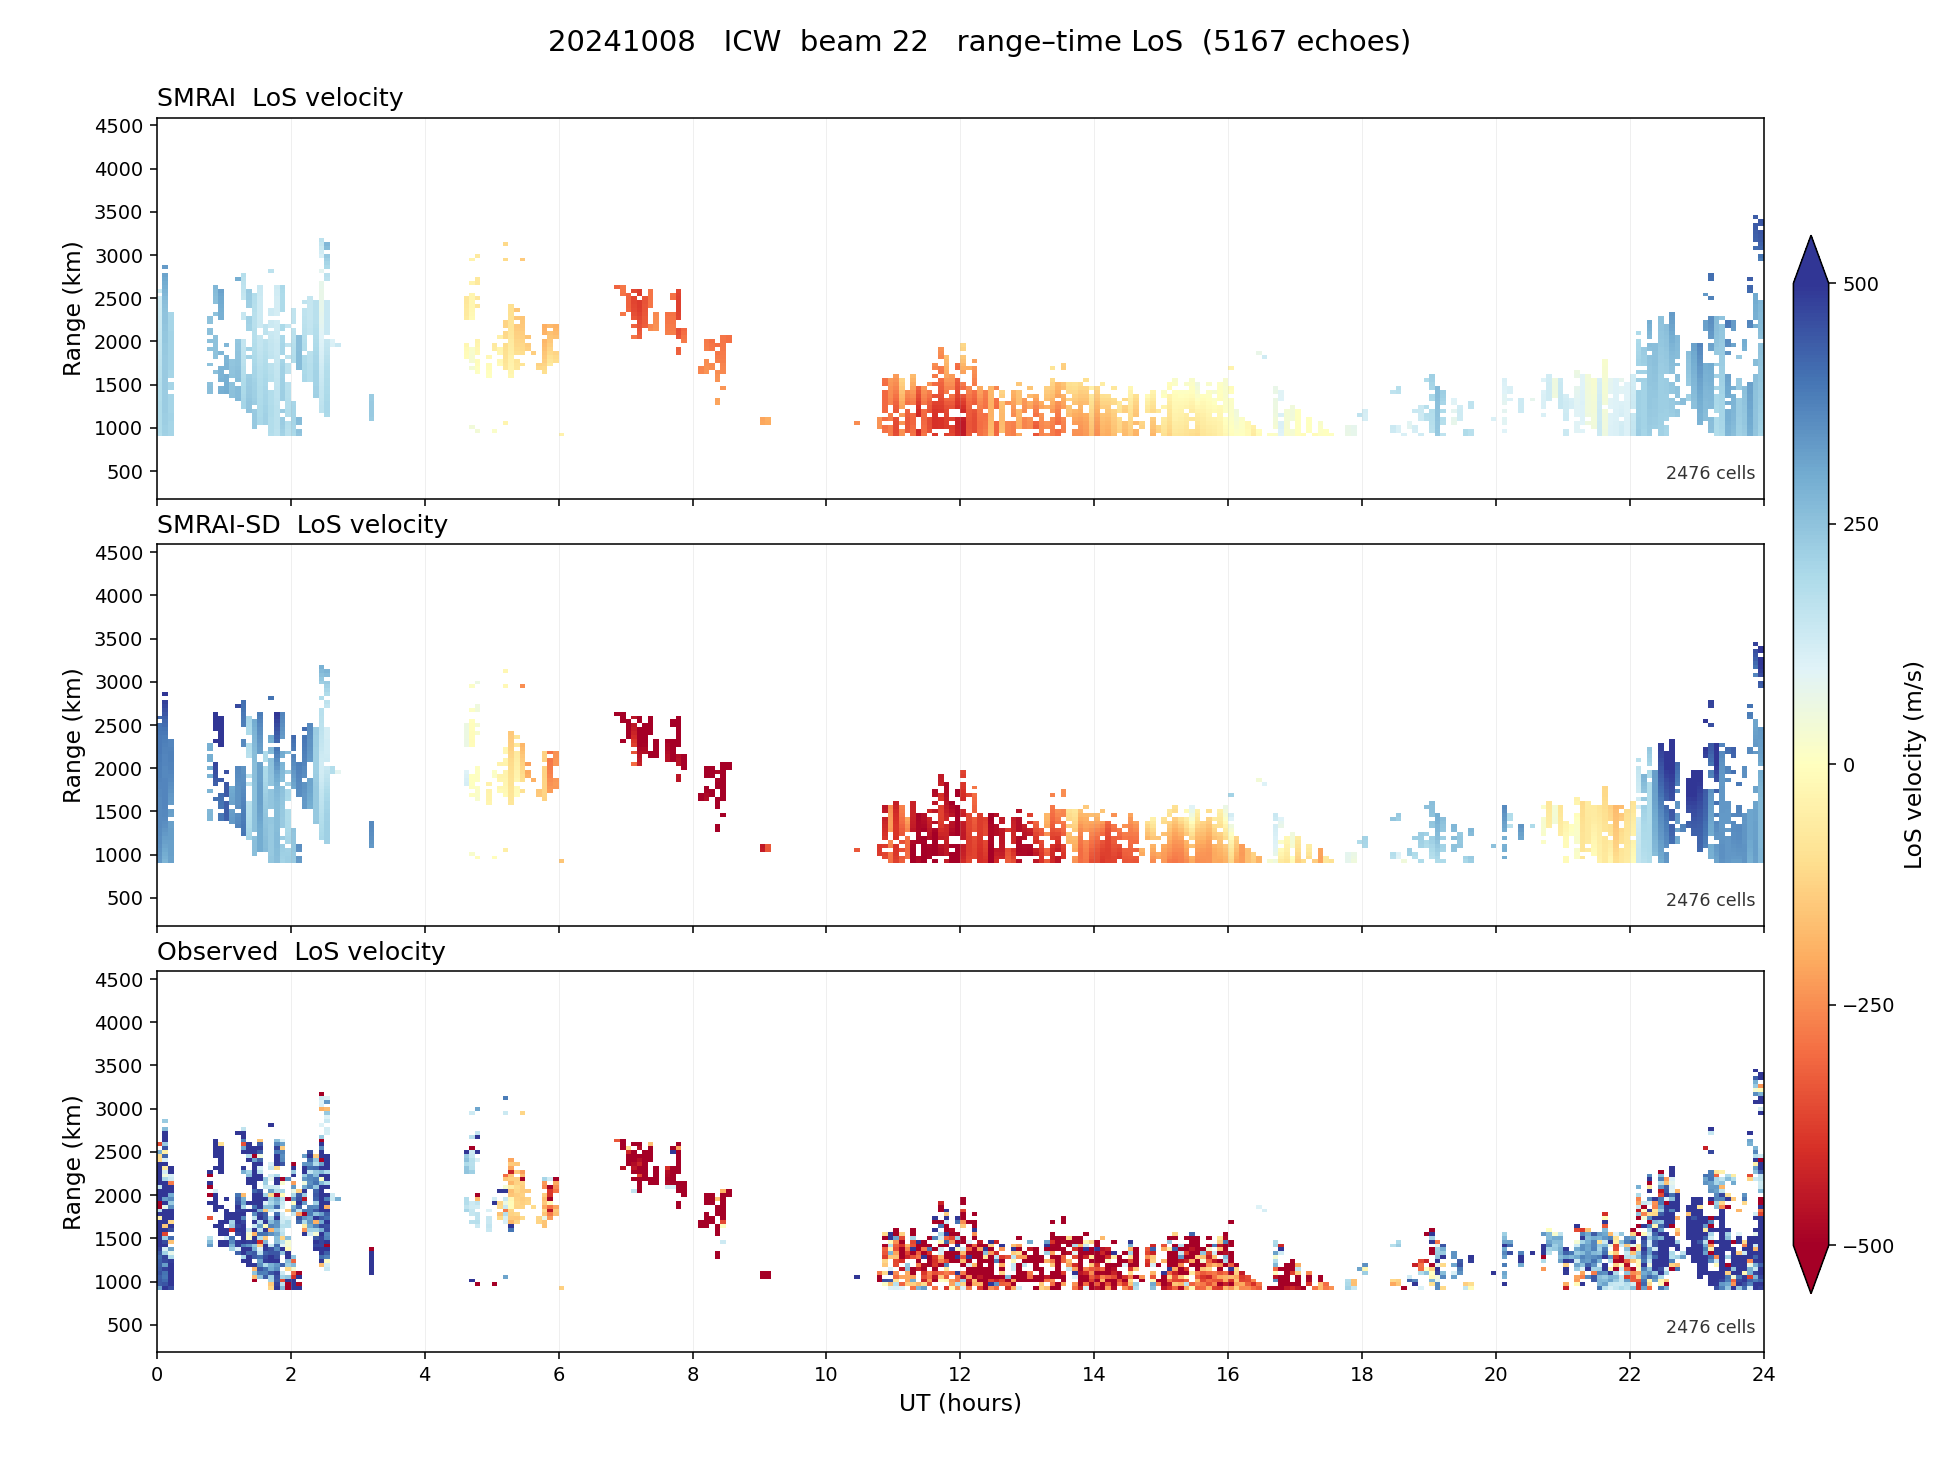 20241008   ICW  beam 22   range–time LoS  (5167 echoes)
SMRAI  LoS velocity
4500
4000
3500
3000
2500
2000
1500
1000
500
Range (km)
2476 cells
SMRAI-SD  LoS velocity
4500
4000
3500
3000
2500
2000
1500
1000
500
Range (km)
2476 cells
Observed  LoS velocity
4500
4000
3500
3000
2500
2000
1500
1000
500
Range (km)
2476 cells
0 2 4 6 8 10 12 14 16 18 20 22 24
UT (hours)
500
250
0
−250
−500
LoS velocity (m/s)